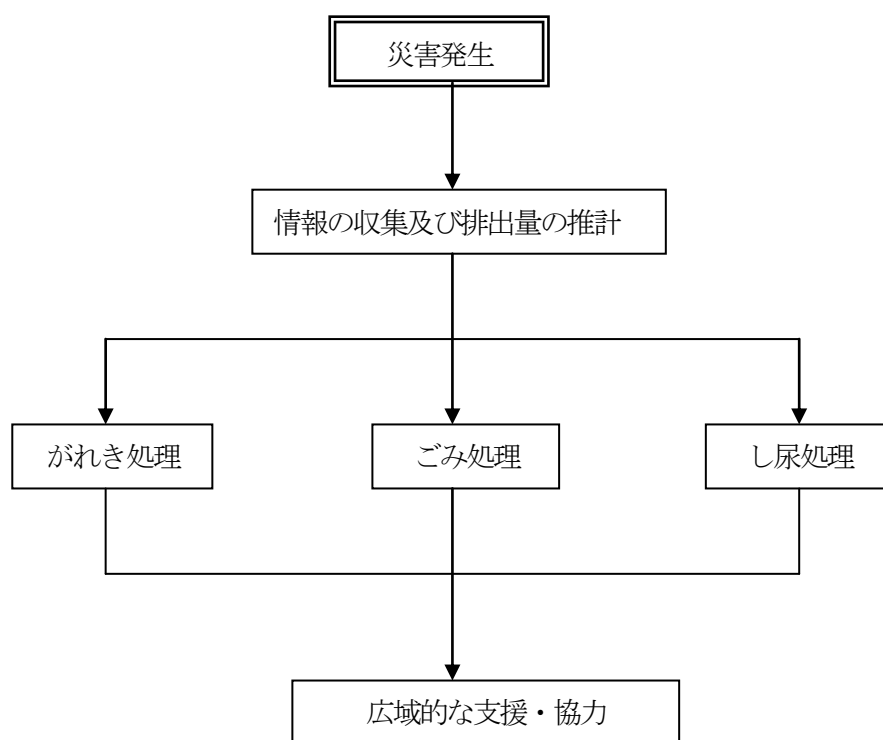 災害発生
情報の収集及び排出量の推計
がれき処理
ごみ処理
し尿処理
広域的な支援・協力